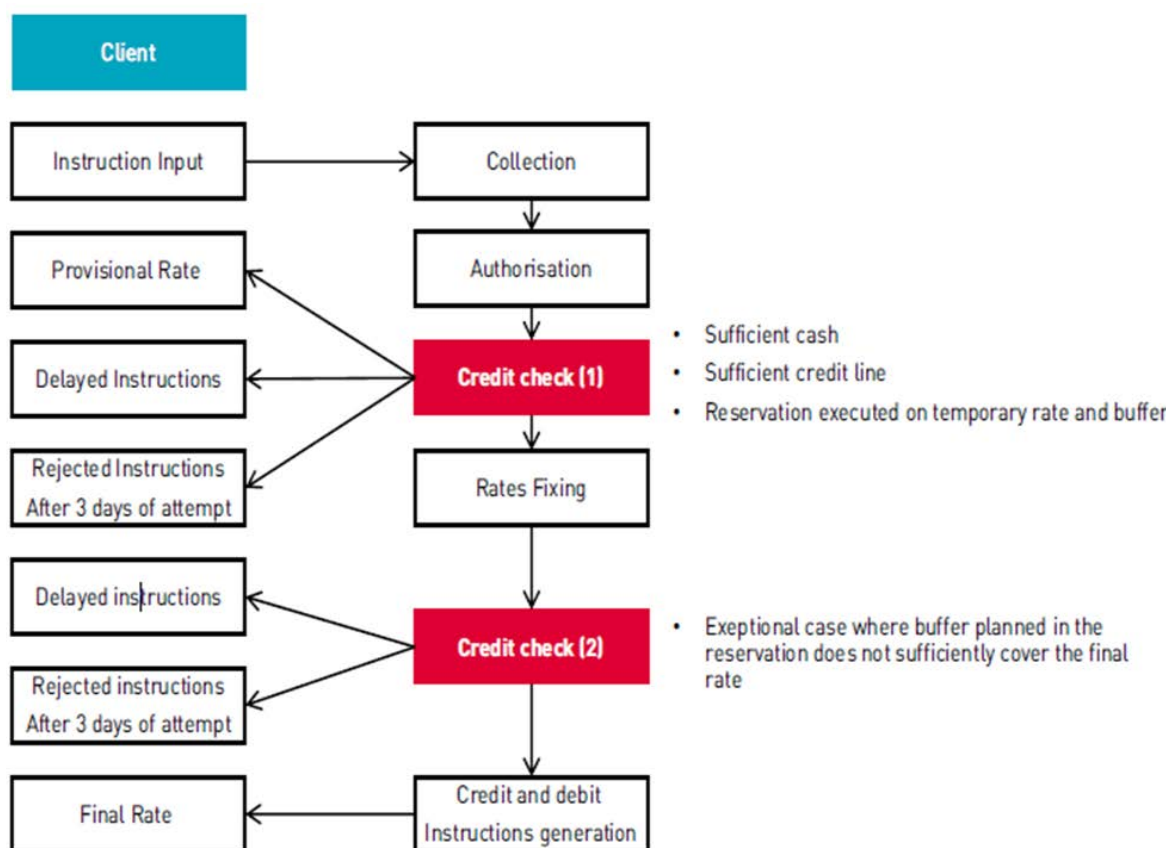 Client
Instruction Input
Collection
Provisional Rate
Authorisation
Delayed Instructions
Credit check (1)
• Sufficient cash
• Sufficient credit line
• Reservation executed on temporary rate and buffer
Rejected Instructions
After 3 days of attempt
Rates Fixing
Delayed instructions
Credit check (2)
• Exeptional case where buffer planned in the
reservation does not sufficiently cover the final
rate
Rejected instructions
After 3 days of attempt
Final Rate
Credit and debit
Instructions generation